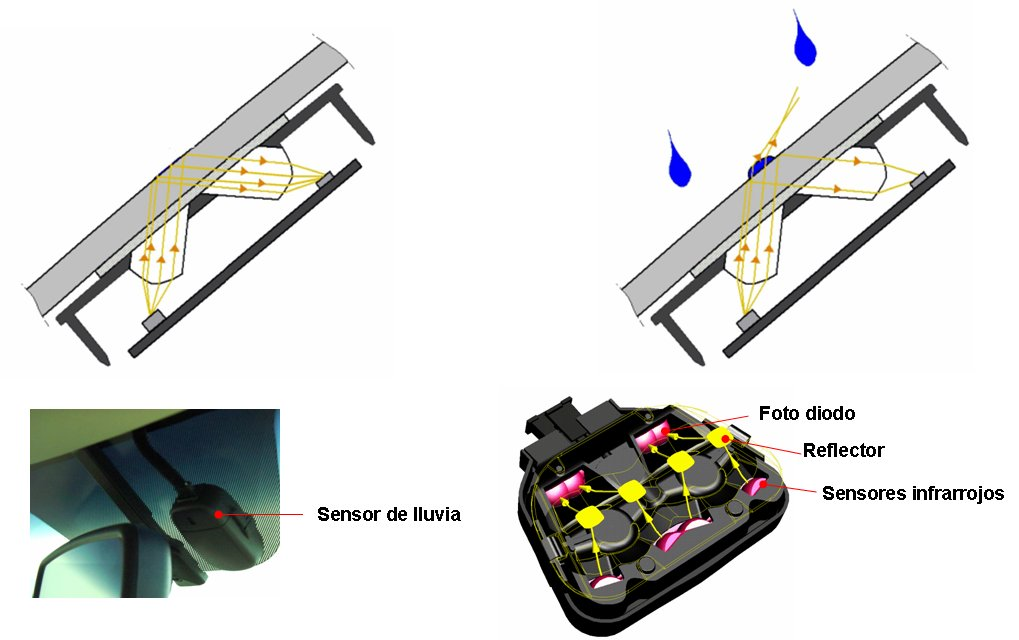 Foto diodo
Reflector
Sensores infrarrojos
Sensor de lluvia